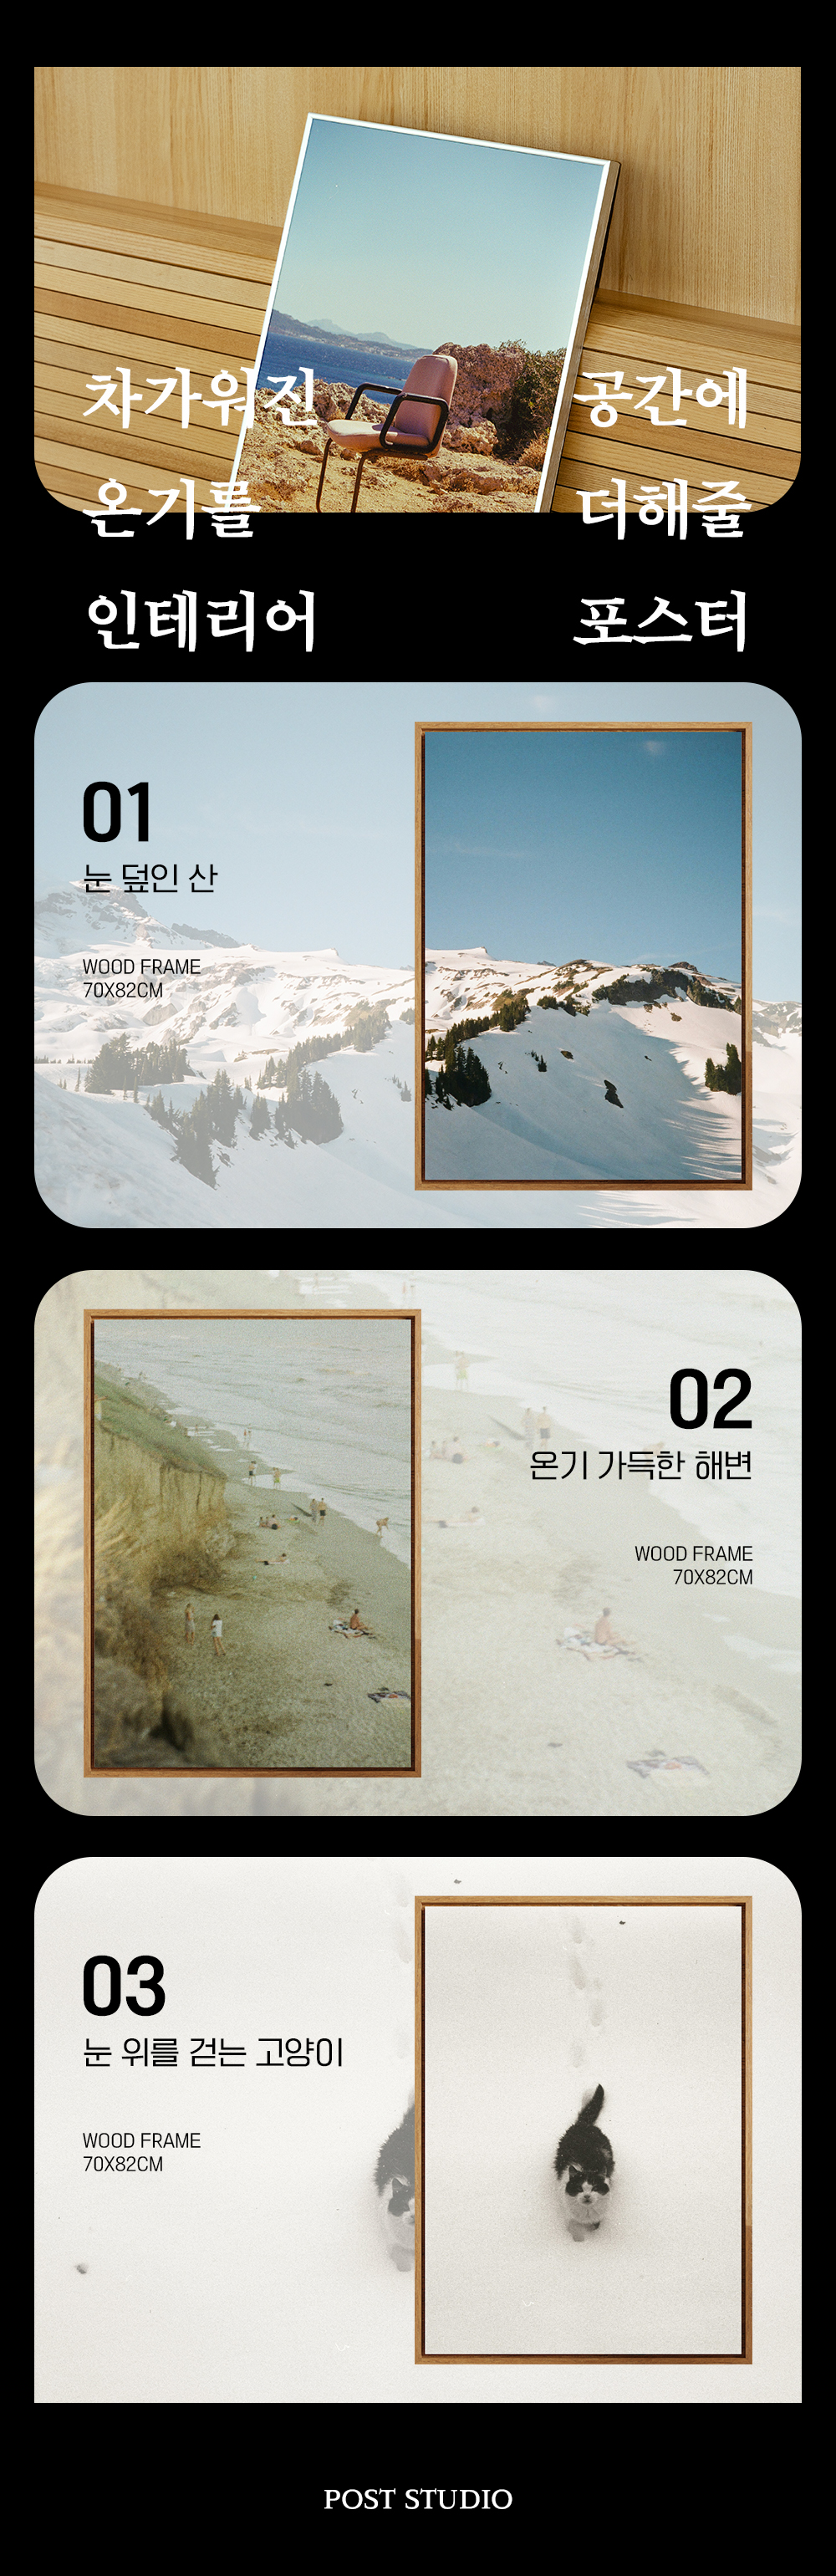 차가워진 공간에
온기를 더해줄
인테리어 포스터
01
눈 덮인 산
WOOD FRAME
70X82CM
02
온기 가득한 해변
WOOD FRAME
70X82CM
03
눈 위를 걷는 고양이
WOOD FRAME
70X82CM
POST STUDIO